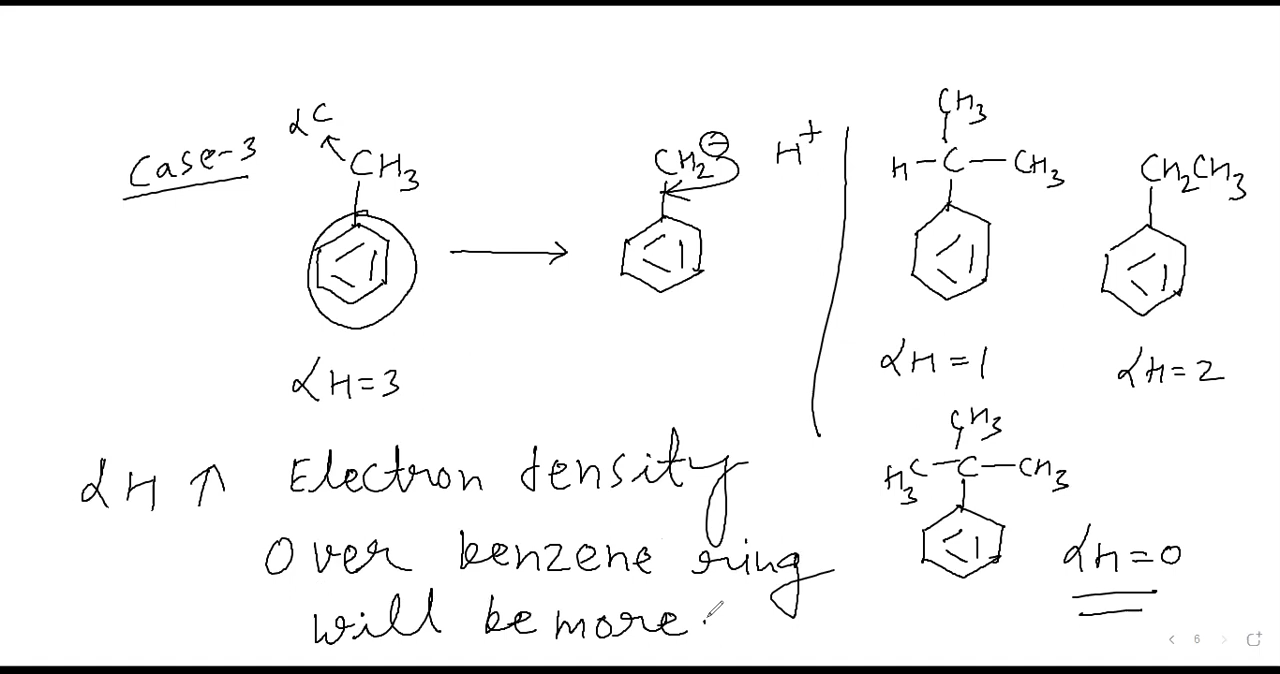 Case-3
αC
CH3
αH=3
CH2⊖
H+
CH3
H-C-CH3
αH=1
CH2CH3
αH=2
αH↑ Electron density
Over benzene ring
will be more.
CH3
H3C-C-CH3
αH=0
6